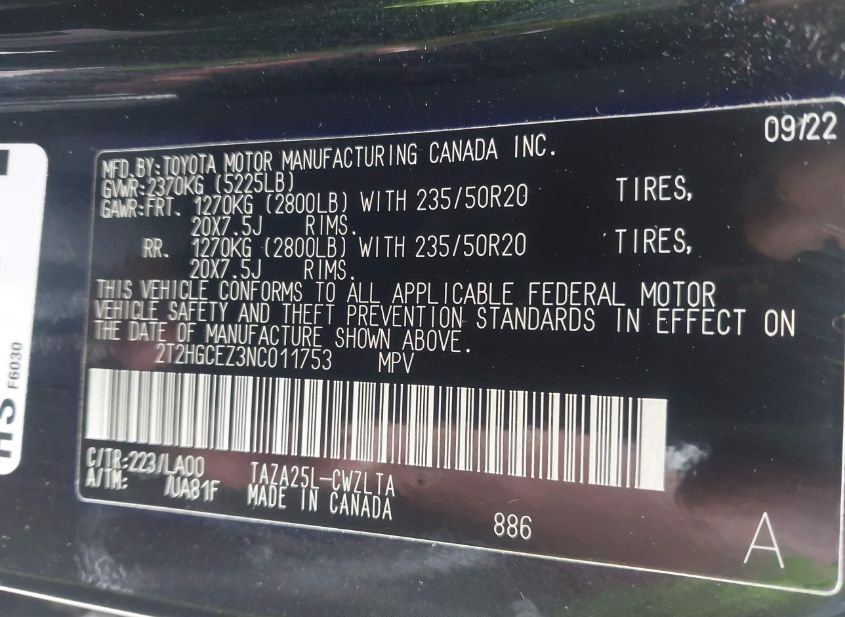 09/22
MFD.BY:TOYOTA MOTOR MANUFACTURING CANADA INC.
GVWR:2370KG (5225LB)
GAWR:FRT. 1270KG (2800LB) WITH 235/50R20 TIRES,
20X7.5J RIMS.
RR. 1270KG (2800LB) WITH 235/50R20 TIRES,
20X7.5J RIMS.
THIS VEHICLE CONFORMS TO ALL APPLICABLE FEDERAL MOTOR
VEHICLE SAFETY AND THEFT PREVENTION STANDARDS IN EFFECT ON
THE DATE OF MANUFACTURE SHOWN ABOVE.
2T2HGCEZ3NC011753 MPV
C/TR:223/LA00 TAZA25L-CWZLTA
A/TM: /UA81F MADE IN CANADA
886
A
F6030